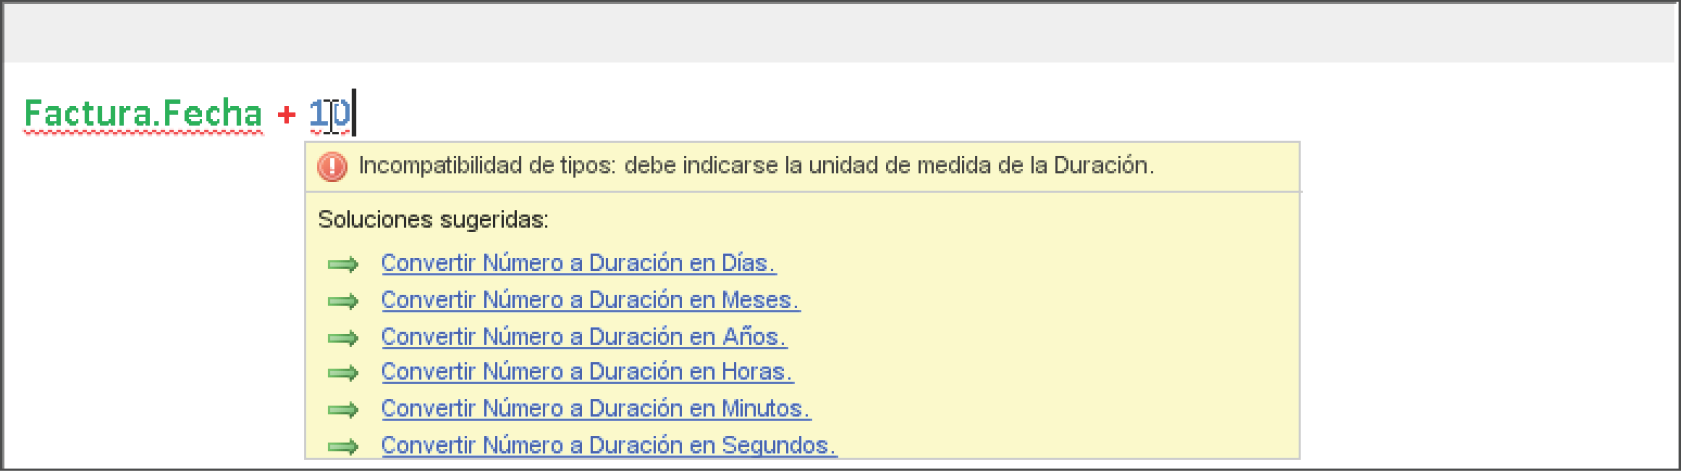 Factura.Fecha + 10
Incompatibilidad de tipos: debe indicarse la unidad de medida de la Duración.
Soluciones sugeridas:
Convertir Número a Duración en Días.
Convertir Número a Duración en Meses.
Convertir Número a Duración en Años.
Convertir Número a Duración en Horas.
Convertir Número a Duración en Minutos.
Convertir Número a Duración en Segundos.